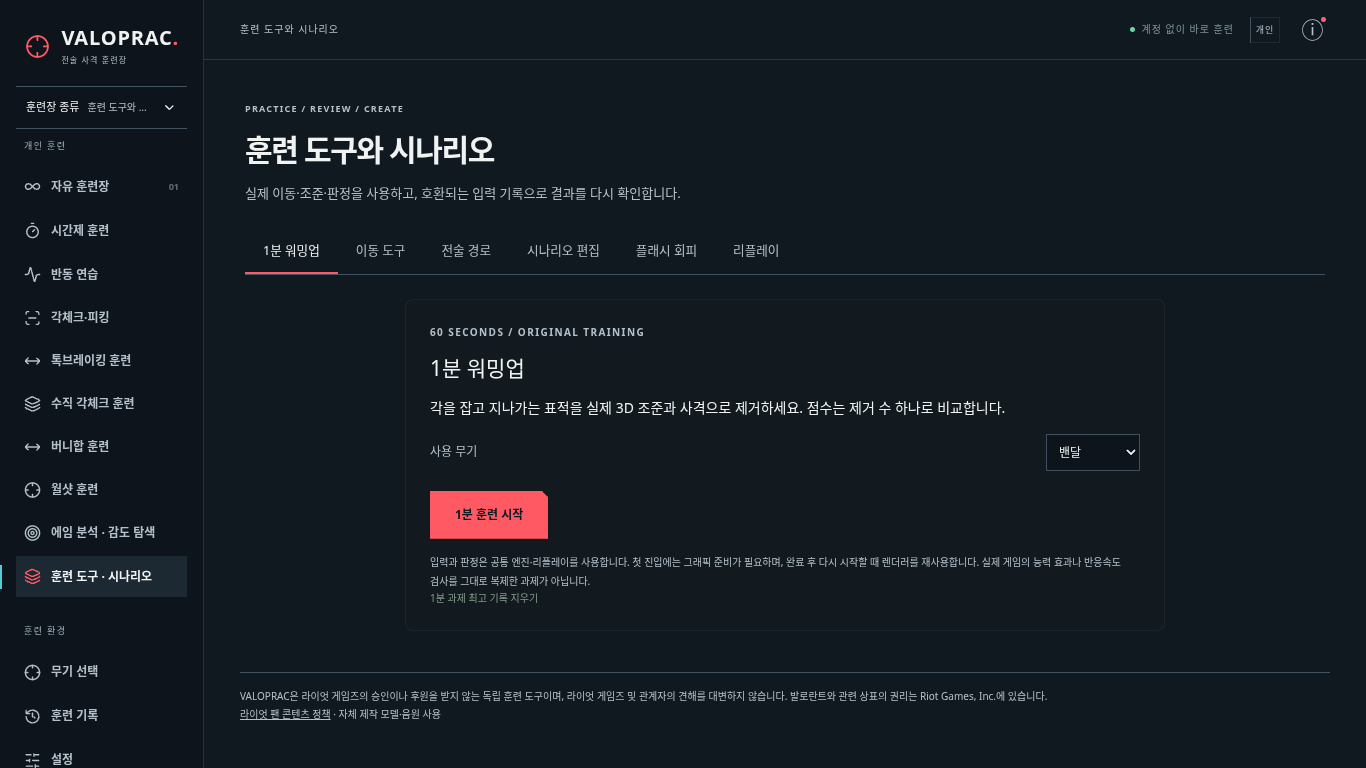 VALOPRAC.
전술 사격 훈련장
훈련장 종류 훈련 도구와 ...
개인 훈련
자유 훈련장 01
시간제 훈련
반동 연습
각체크·피킹
톡브레이킹 훈련
수직 각체크 훈련
버니합 훈련
월샷 훈련
에임 분석 · 감도 탐색
훈련 도구 · 시나리오
훈련 환경
무기 선택
훈련 기록
설정
훈련 도구와 시나리오
계정 없이 바로 훈련
개인
PRACTICE / REVIEW / CREATE
훈련 도구와 시나리오
실제 이동·조준·판정을 사용하고, 호환되는 입력 기록으로 결과를 다시 확인합니다.
1분 워밍업 이동 도구 전술 경로 시나리오 편집 플래시 회피 리플레이
60 SECONDS / ORIGINAL TRAINING
1분 워밍업
각을 잡고 지나가는 표적을 실제 3D 조준과 사격으로 제거하세요. 점수는 제거 수 하나로 비교합니다.
사용 무기
밴달
1분 훈련 시작
입력과 판정은 공통 엔진·리플레이를 사용합니다. 첫 진입에는 그래픽 준비가 필요하며, 완료 후 다시 시작할 때 렌더러를 재사용합니다. 실제 게임의 능력 효과나 반응속도
검사를 그대로 복제한 과제가 아닙니다.
1분 과제 최고 기록 지우기
VALOPRAC은 라이엇 게임즈의 승인이나 후원을 받지 않는 독립 훈련 도구이며, 라이엇 게임즈 및 관계자의 견해를 대변하지 않습니다. 발로란트와 관련 상표의 권리는 Riot Games, Inc.에 있습니다.
라이엇 팬 콘텐츠 정책 · 자체 제작 모델·음원 사용